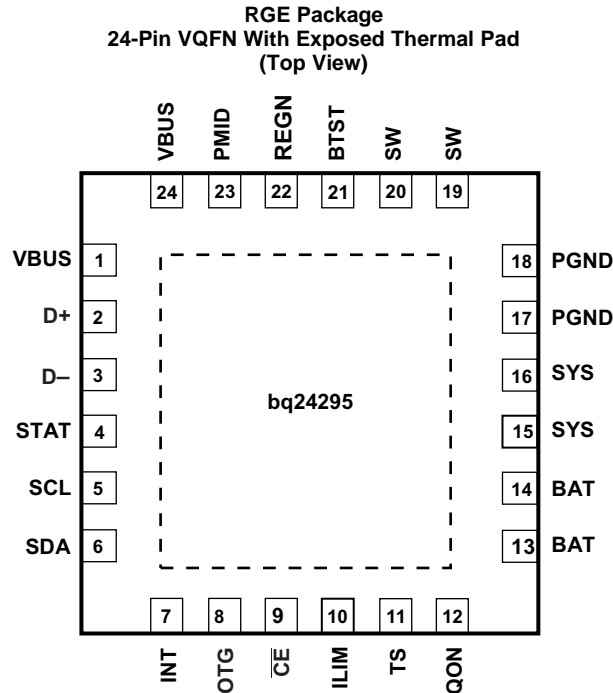 RGE Package
24-Pin VQFN With Exposed Thermal Pad
(Top View)
VBUS PMID REGN BTST SW SW
24 23 22 21 20 19
VBUS 1 18 PGND
D+ 2 17 PGND
D– 3 16 SYS
bq24295
STAT 4 15 SYS
SCL 5 14 BAT
SDA 6 13 BAT
7 8 9 10 11 12
INT OTG C̅E̅ ILIM TS QON